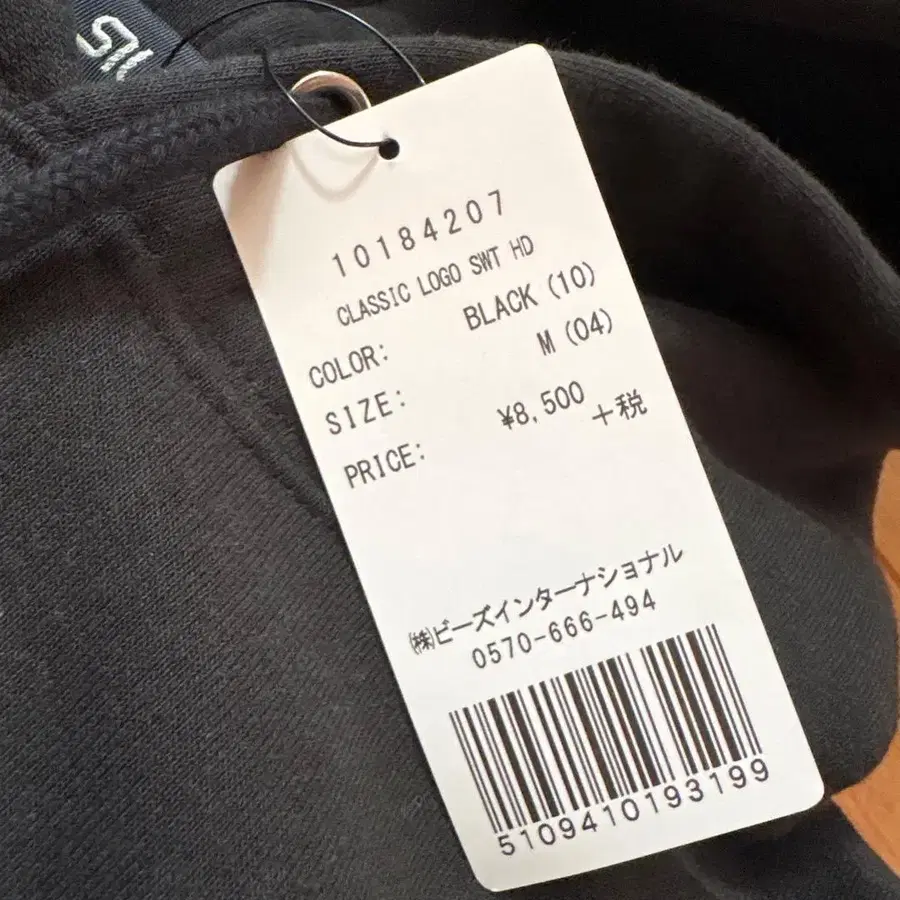 10184207
CLASSIC LOGO SWT HD
COLOR: BLACK (10)
SIZE: M (04)
PRICE: ¥8,500 +税
㈱ビーズインターナショナル
0570-666-494
5109410193199